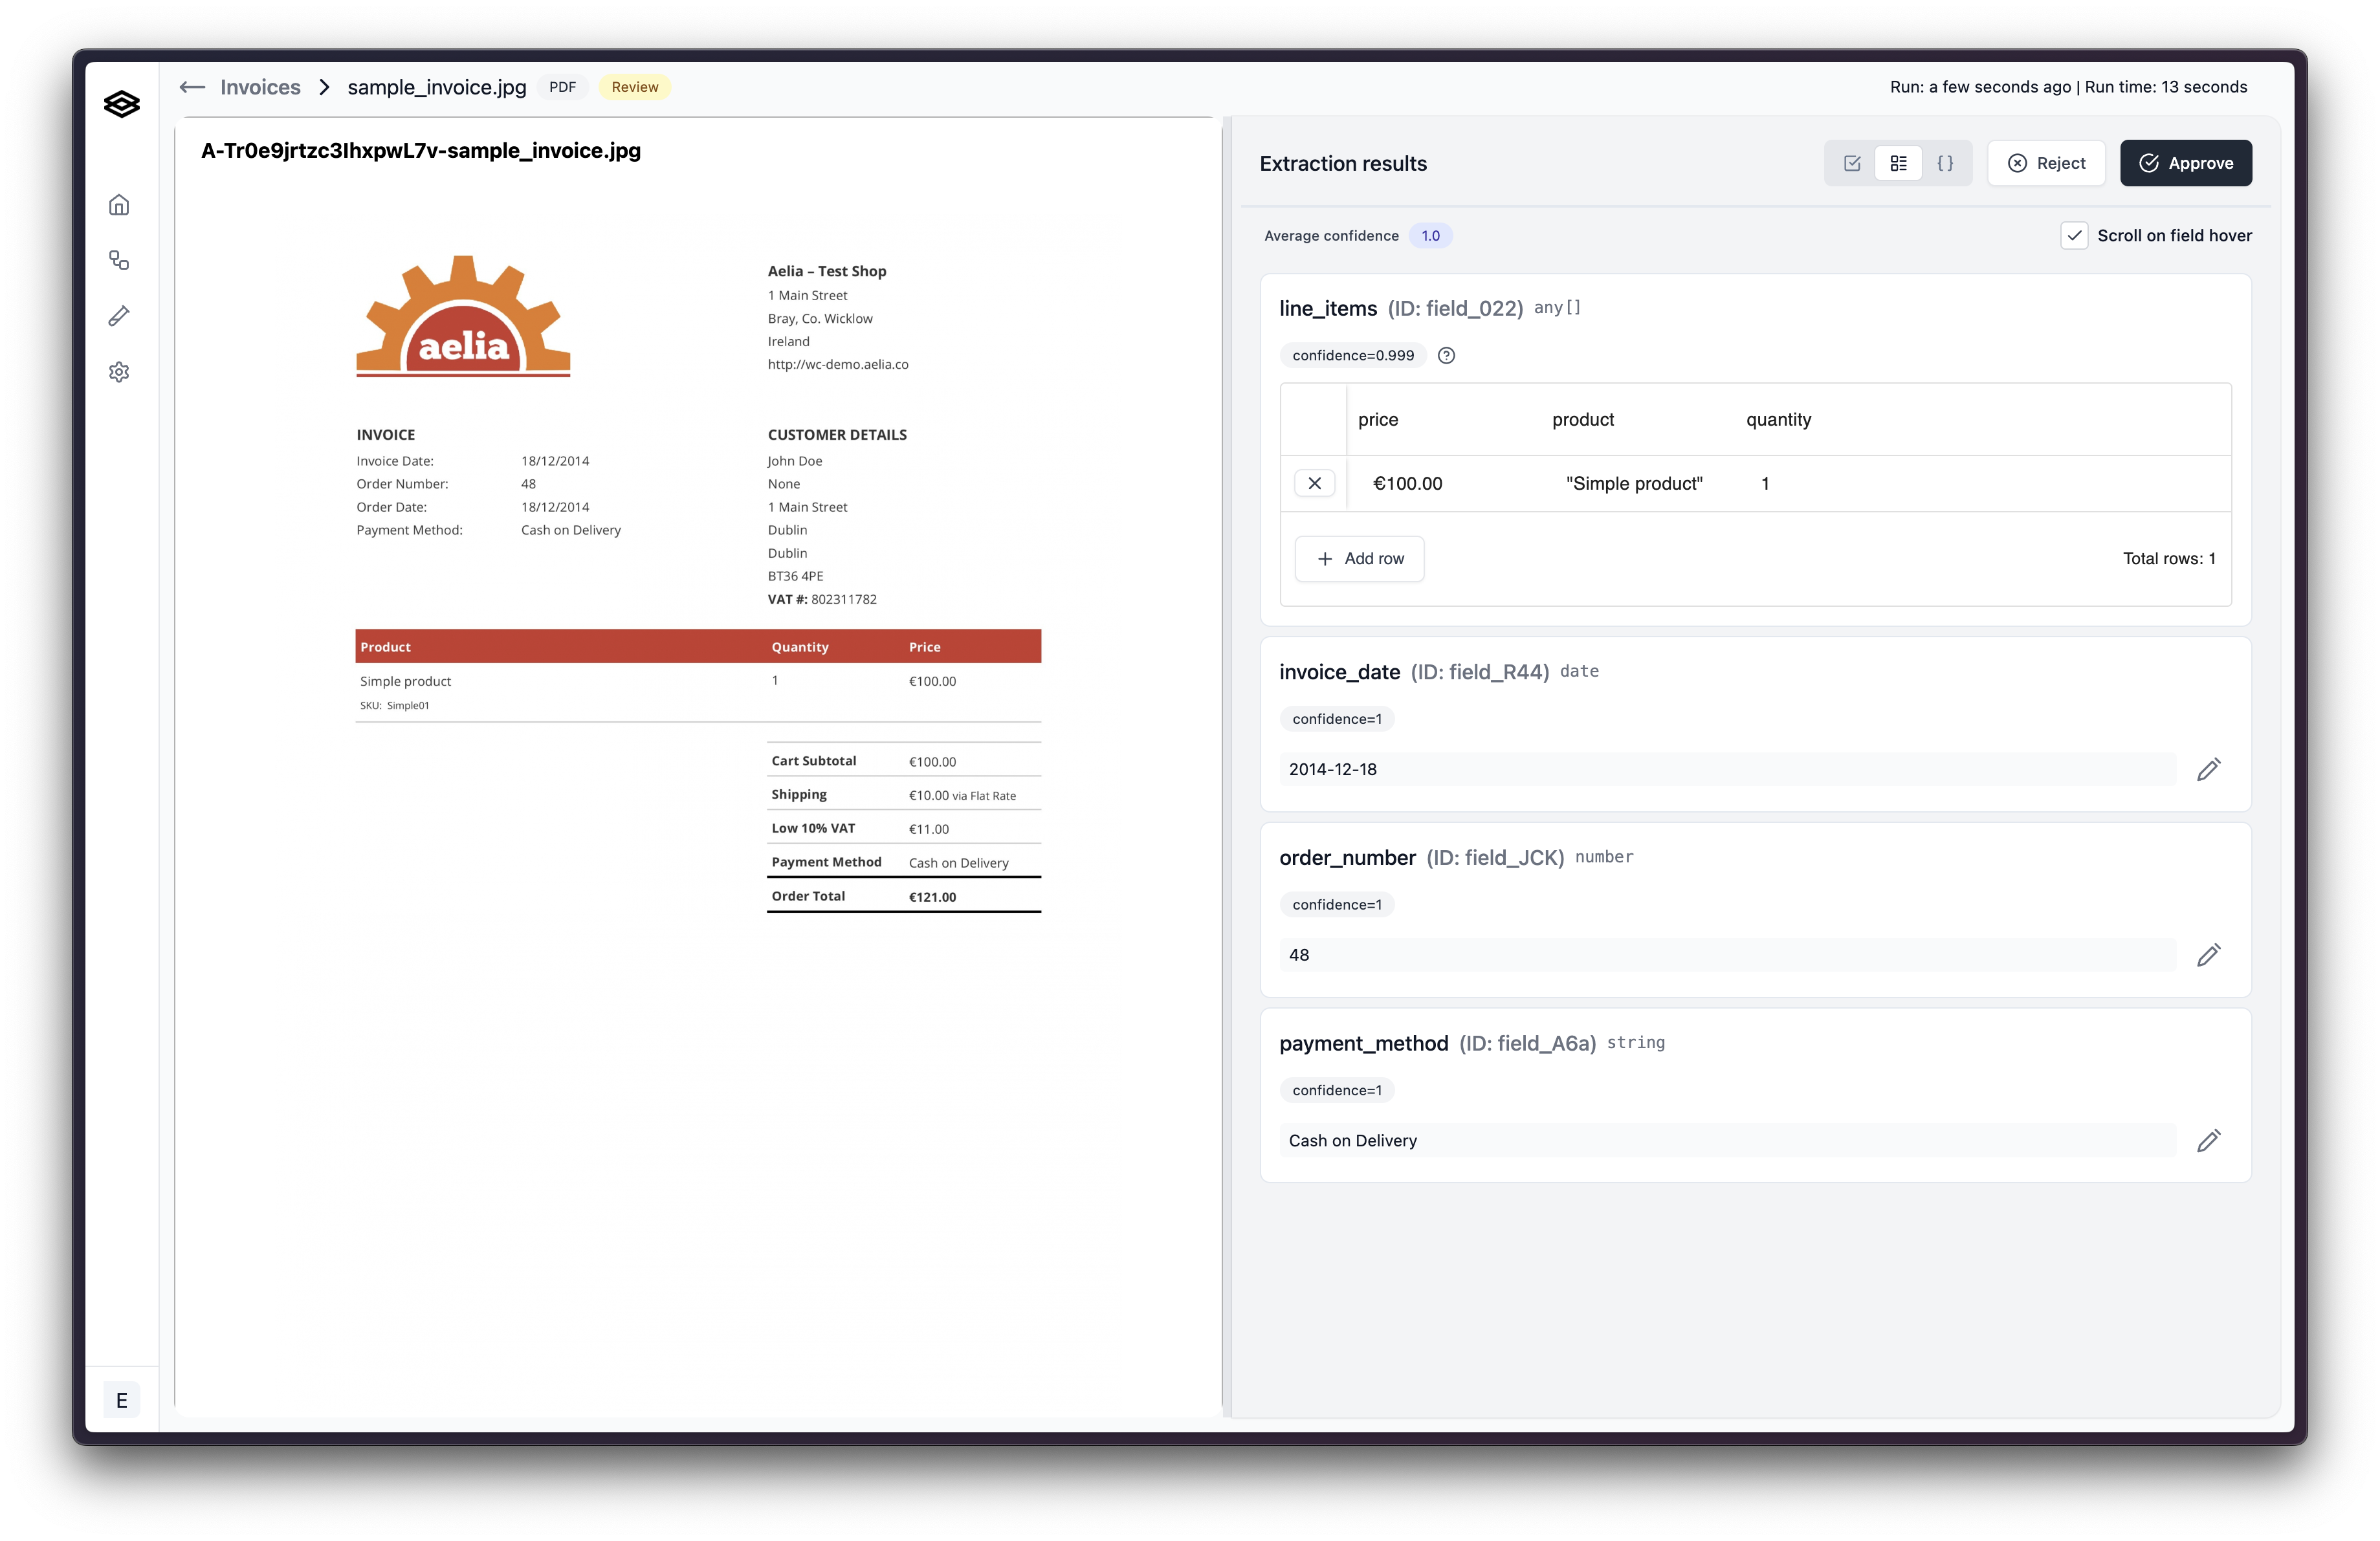 Invoices > sample_invoice.jpg PDF Review
Run: a few seconds ago | Run time: 13 seconds
A-Tr0e9jrtzc3IhxpwL7v-sample_invoice.jpg
aelia
Aelia – Test Shop
1 Main Street
Bray, Co. Wicklow
Ireland
http://wc-demo.aelia.co
INVOICE
Invoice Date: 18/12/2014
Order Number: 48
Order Date: 18/12/2014
Payment Method: Cash on Delivery
CUSTOMER DETAILS
John Doe
None
1 Main Street
Dublin
Dublin
BT36 4PE
VAT #: 802311782
Product Quantity Price
Simple product 1 €100.00
SKU: Simple01
Cart Subtotal €100.00
Shipping €10.00 via Flat Rate
Low 10% VAT €11.00
Payment Method Cash on Delivery
Order Total €121.00
E
Extraction results
{} Reject Approve
Average confidence 1.0
Scroll on field hover
line_items (ID: field_022) any[]
confidence=0.999
price product quantity
€100.00 "Simple product" 1
+ Add row
Total rows: 1
invoice_date (ID: field_R44) date
confidence=1
2014-12-18
order_number (ID: field_JCK) number
confidence=1
48
payment_method (ID: field_A6a) string
confidence=1
Cash on Delivery